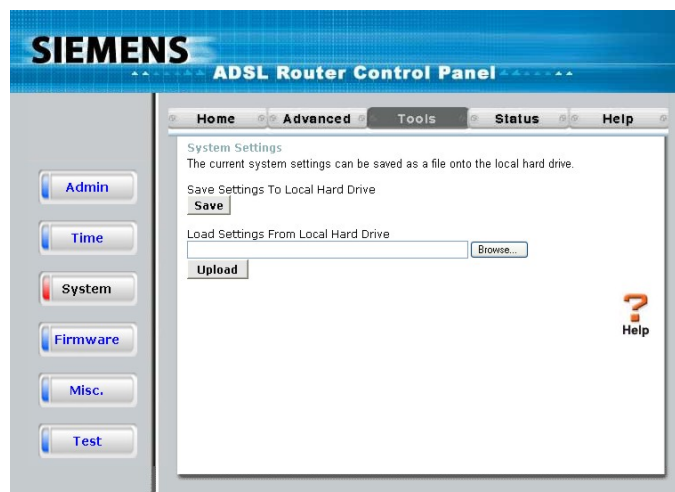 SIEMENS
ADSL Router Control Panel
Home Advanced Tools Status Help
System Settings
The current system settings can be saved as a file onto the local hard drive.
Save Settings To Local Hard Drive
Save
Load Settings From Local Hard Drive
Browse...
Upload
Admin
Time
System
Firmware
Misc.
Test
Help